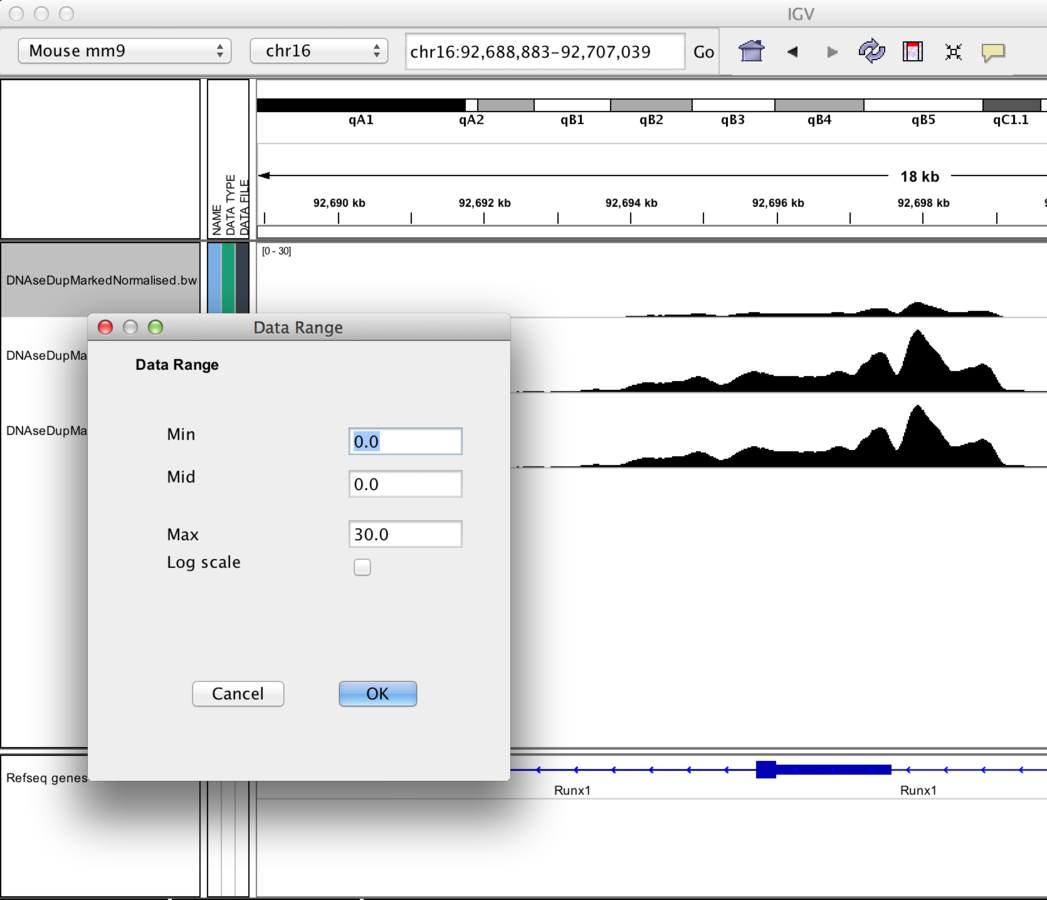 IGV
Mouse mm9
chr16
chr16:92,688,883-92,707,039
Go
qA1 qA2 qB1 qB2 qB3 qB4 qB5 qC1.1
18 kb
92,690 kb 92,692 kb 92,694 kb 92,696 kb 92,698 kb
NAME
DATA TYPE
DATA FILE
DNAseDupMarkedNormalised.bw
[0 - 30]
DNAseDupMa
DNAseDupMa
Data Range
Data Range
Min 0.0
Mid 0.0
Max 30.0
Log scale
Cancel OK
Refseq genes
Runx1 Runx1